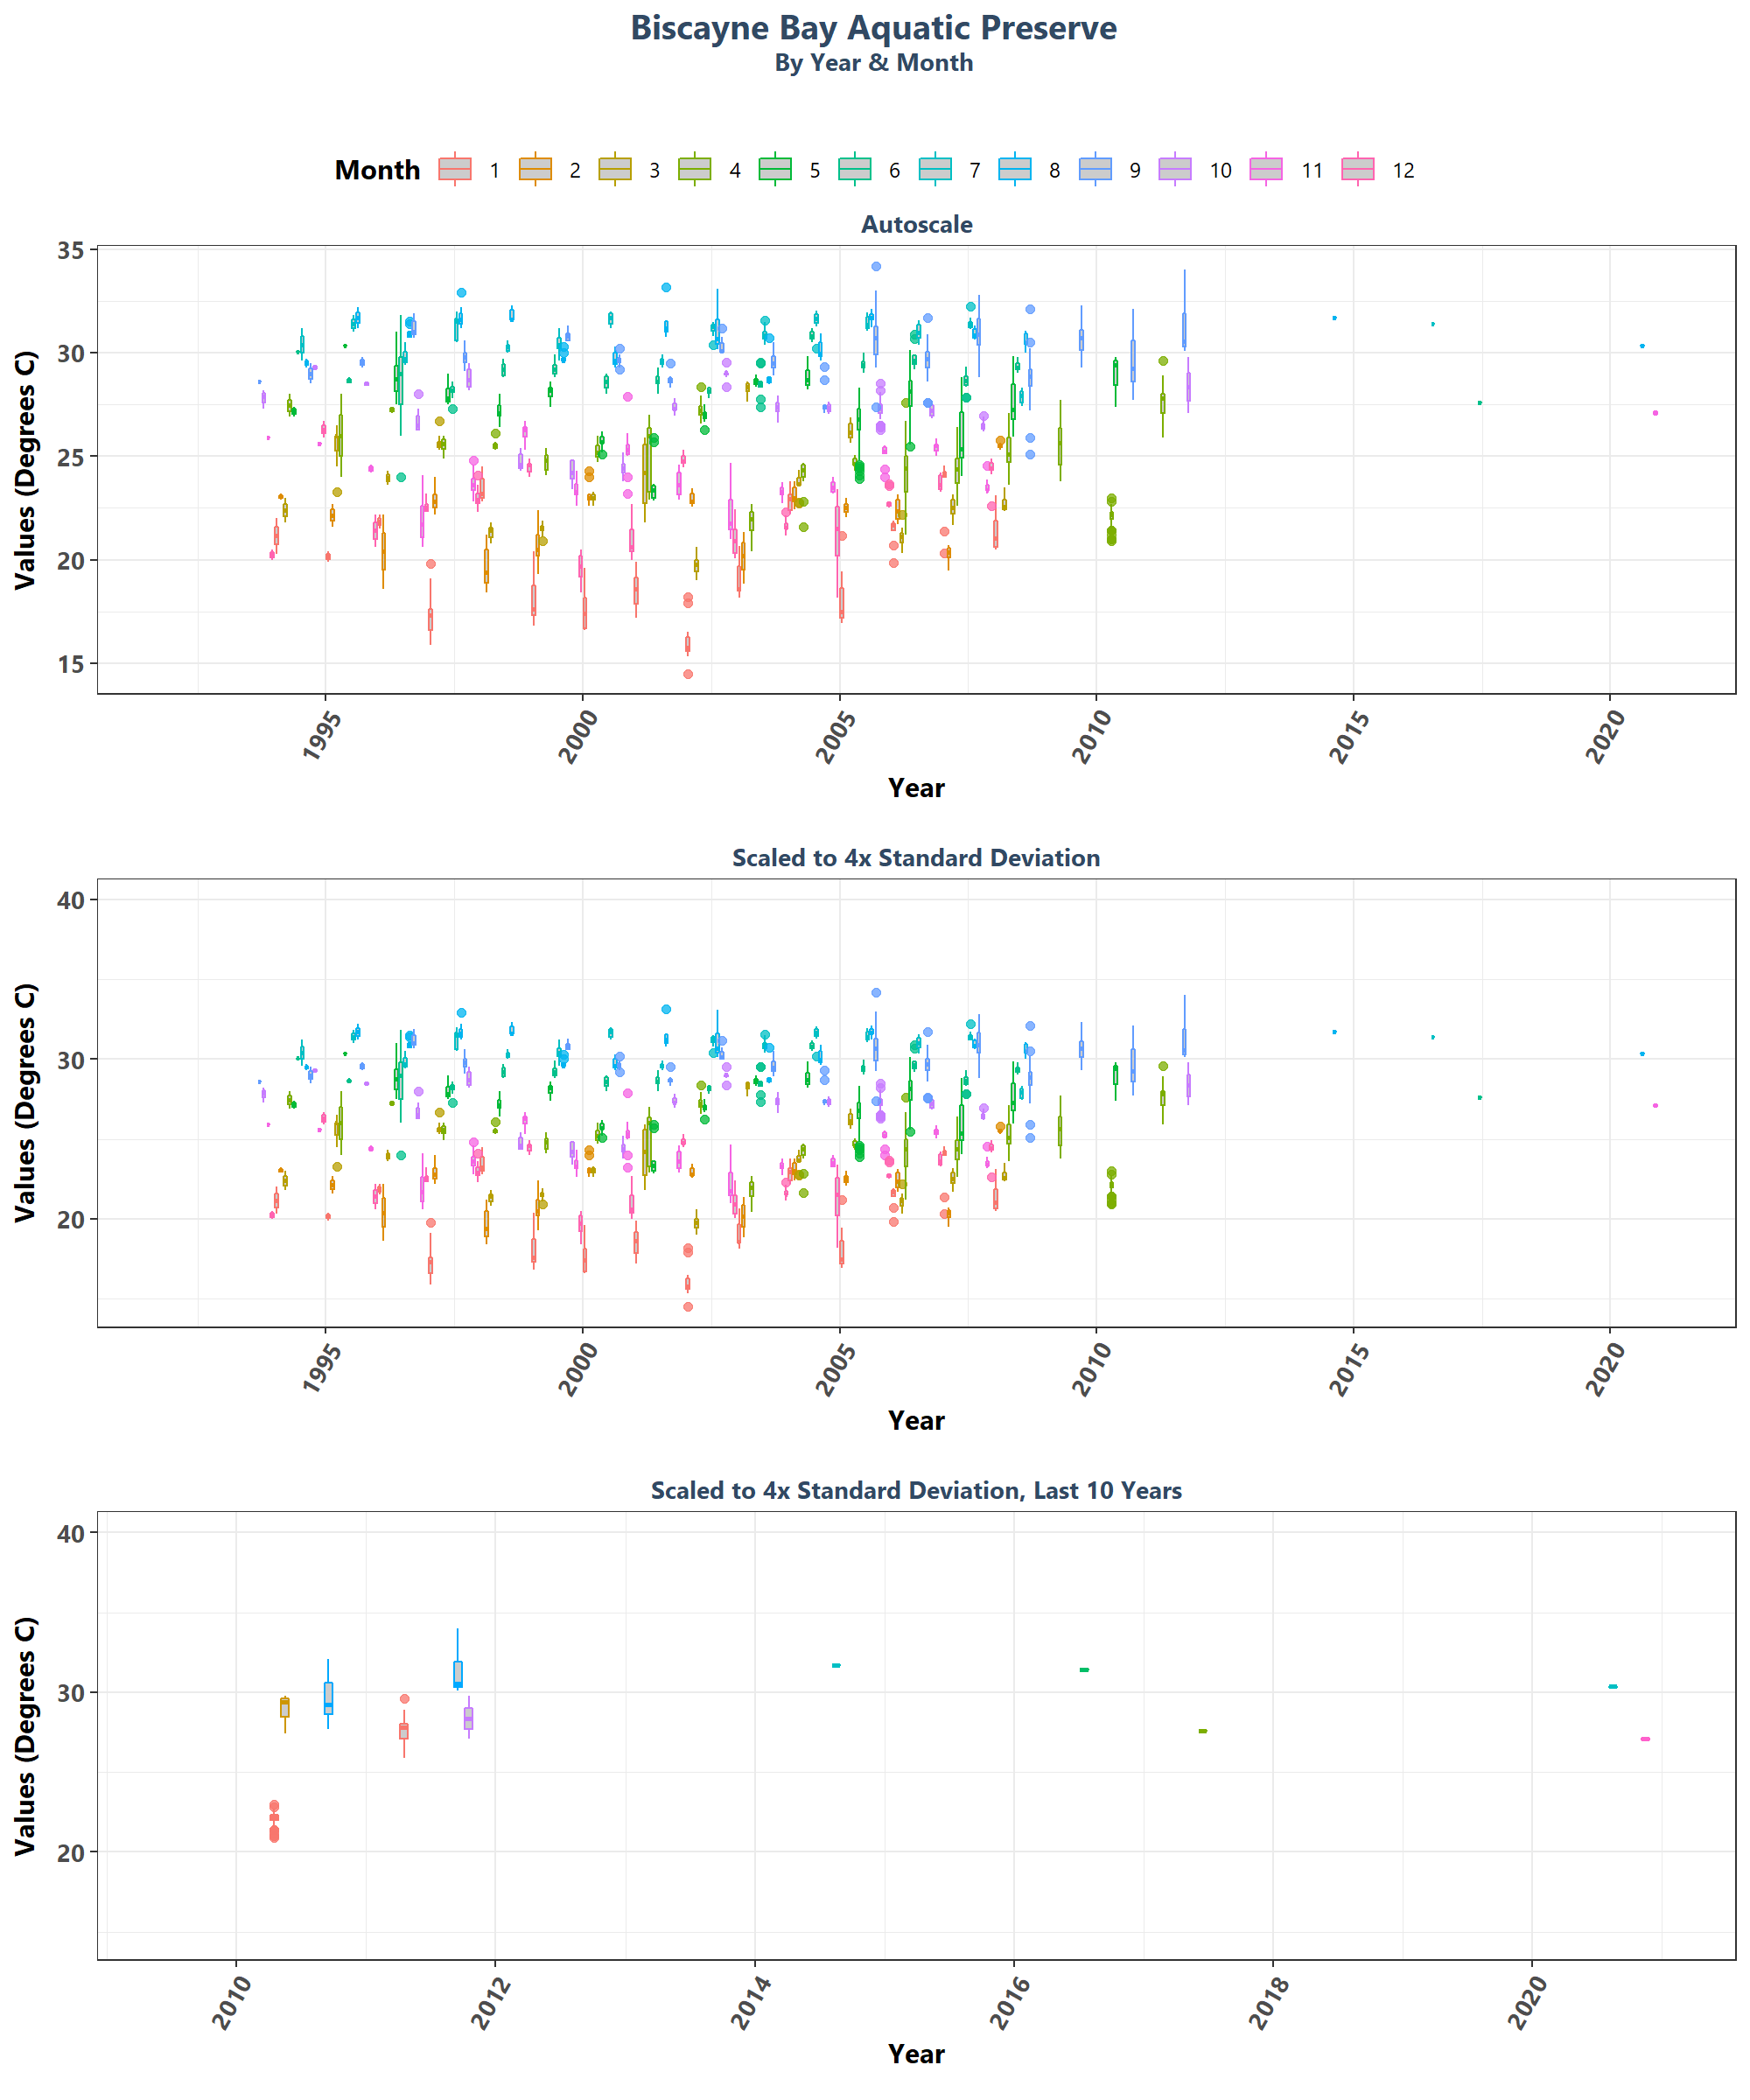 Biscayne Bay Aquatic Preserve
By Year & Month
Month 1 2 3 4 5 6 7 8 9 10 11 12
Autoscale
35
30
25
20
15
Values (Degrees C)
1995 2000 2005 2010 2015 2020
Year
Scaled to 4x Standard Deviation
40
30
20
Values (Degrees C)
1995 2000 2005 2010 2015 2020
Year
Scaled to 4x Standard Deviation, Last 10 Years
40
30
20
Values (Degrees C)
2010 2012 2014 2016 2018 2020
Year